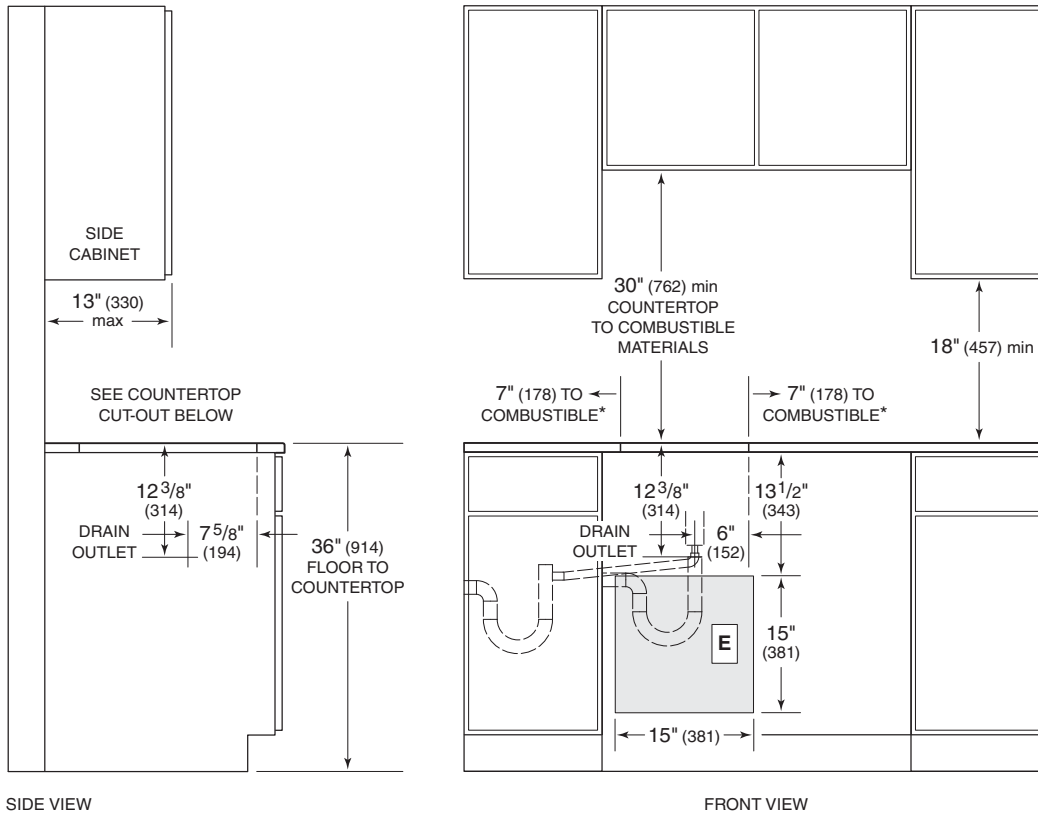 SIDE
CABINET
13" (330)
max
SEE COUNTERTOP
CUT-OUT BELOW
12 3/8"
(314)
DRAIN
OUTLET
7 5/8"
(194)
36" (914)
FLOOR TO
COUNTERTOP
SIDE VIEW
30" (762) min
COUNTERTOP
TO COMBUSTIBLE
MATERIALS
18" (457) min
7" (178) TO
COMBUSTIBLE*
7" (178) TO
COMBUSTIBLE*
12 3/8"
(314)
13 1/2"
(343)
DRAIN
OUTLET
6"
(152)
E
15"
(381)
15" (381)
FRONT VIEW